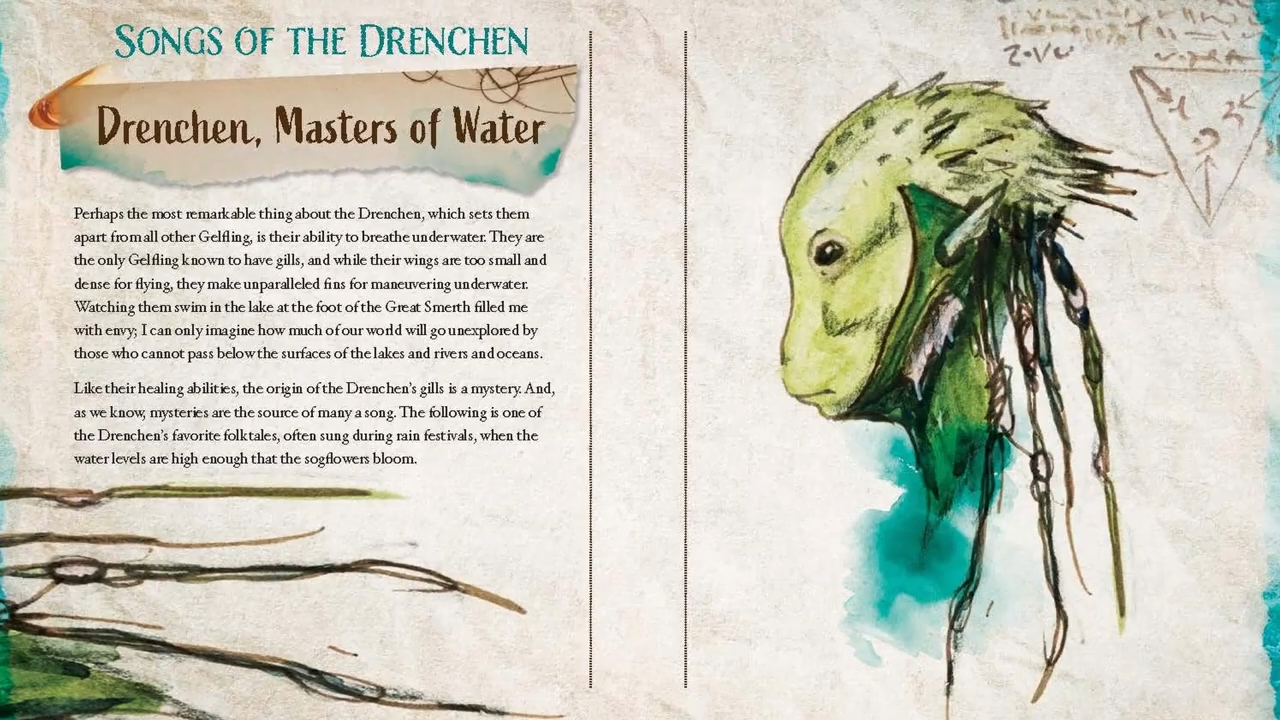 Songs of the Drenchen
Drenchen, Masters of Water
Perhaps the most remarkable thing about the Drenchen, which sets them
apart from all other Gelfling, is their ability to breathe underwater. They are
the only Gelfling known to have gills, and while their wings are too small and
dense for flying, they make unparalleled fins for maneuvering underwater.
Watching them swim in the lake at the foot of the Great Smerth filled me
with envy; I can only imagine how much of our world will go unexplored by
those who cannot pass below the surfaces of the lakes and rivers and oceans.
Like their healing abilities, the origin of the Drenchen's gills is a mystery. And,
as we know, mysteries are the source of many a song. The following is one of
the Drenchen's favorite folktales, often sung during rain festivals, when the
water levels are high enough that the sogflowers bloom.